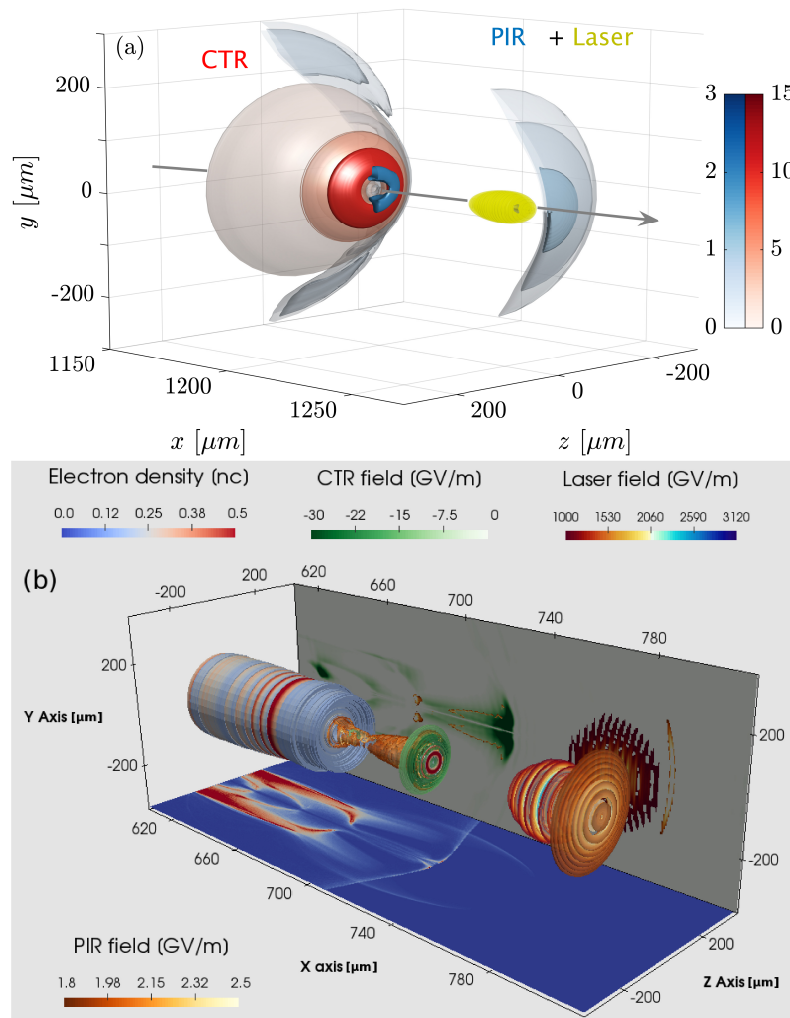 (a)
CTR
PIR + Laser
200
0
-200
y [μm]
3
2
1
0
15
10
5
0
1150
1200
1250
x [μm]
200
0
-200
z [μm]
Electron density [nc]
0.0 0.12 0.25 0.38 0.5
CTR field [GV/m]
-30 -22 -15 -7.5 0
Laser field [GV/m]
1000 1530 2060 2590 3120
(b)
-200 200
620 660 700 740 780
200
Y Axis [μm]
-200
200
-200
620
660
700
740
780
X axis [μm]
200
-200
Z Axis [μm]
PIR field [GV/m]
1.8 1.98 2.15 2.32 2.5